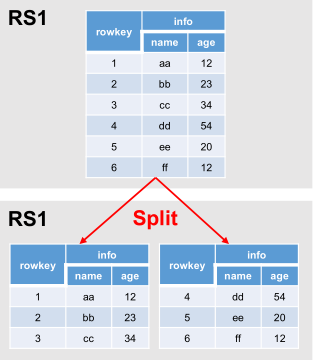 RS1
rowkey info
name age
1 aa 12
2 bb 23
3 cc 34
4 dd 54
5 ee 20
6 ff 12
RS1
Split
rowkey info
name age
1 aa 12
2 bb 23
3 cc 34
rowkey info
name age
4 dd 54
5 ee 20
6 ff 12